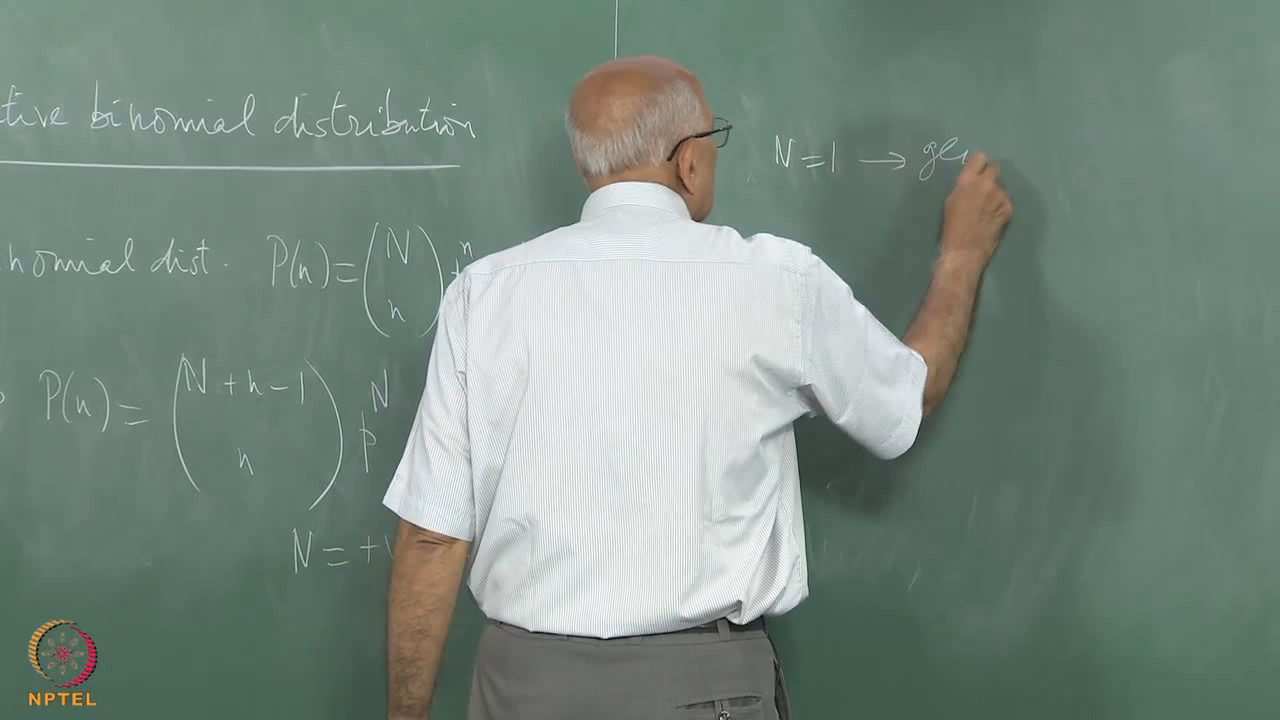 tive binomial distribution
nomial dist. P(n) = (N n)
P(n) = (N + n - 1 n) p^N
N = +
N = 1 → ge
NPTEL